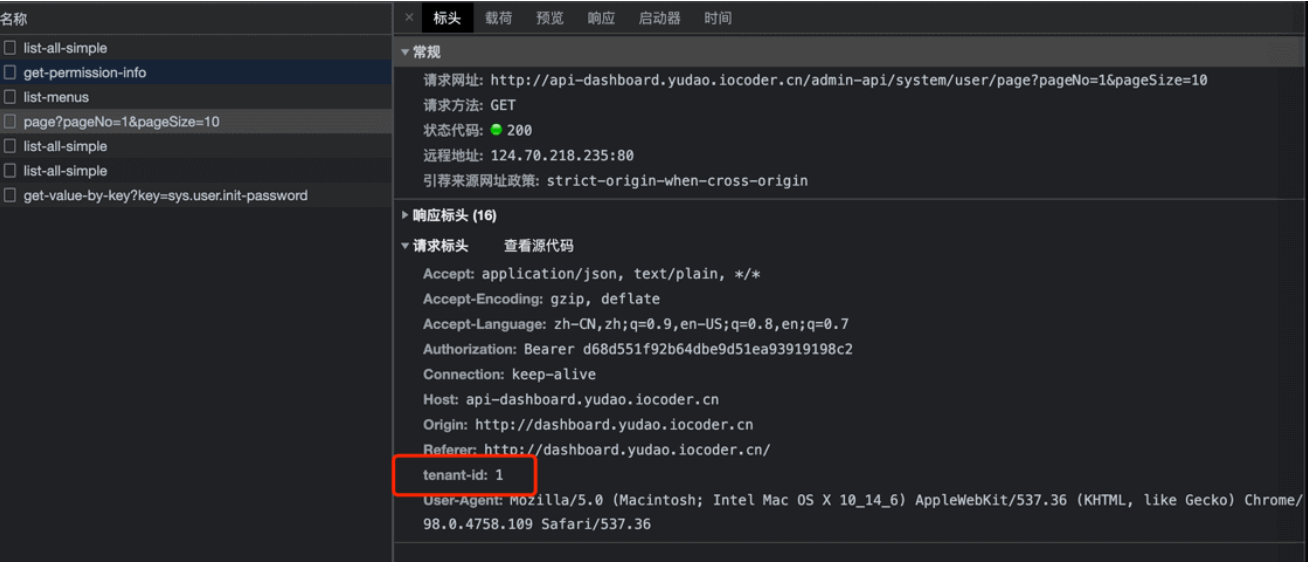 名称
list-all-simple
get-permission-info
list-menus
page?pageNo=1&pageSize=10
list-all-simple
list-all-simple
get-value-by-key?key=sys.user.init-password
× 标头 载荷 预览 响应 启动器 时间
常规
请求网址: http://api-dashboard.yudao.iocoder.cn/admin-api/system/user/page?pageNo=1&pageSize=10
请求方法: GET
状态代码: 200
远程地址: 124.70.218.235:80
引荐来源网址政策: strict-origin-when-cross-origin
响应标头 (16)
请求标头 查看源代码
Accept: application/json, text/plain, */*
Accept-Encoding: gzip, deflate
Accept-Language: zh-CN,zh;q=0.9,en-US;q=0.8,en;q=0.7
Authorization: Bearer d68d551f92b64dbe9d51ea93919198c2
Connection: keep-alive
Host: api-dashboard.yudao.iocoder.cn
Origin: http://dashboard.yudao.iocoder.cn
Referer: http://dashboard.yudao.iocoder.cn/
tenant-id: 1
User-Agent: Mozilla/5.0 (Macintosh; Intel Mac OS X 10_14_6) AppleWebKit/537.36 (KHTML, like Gecko) Chrome/
98.0.4758.109 Safari/537.36